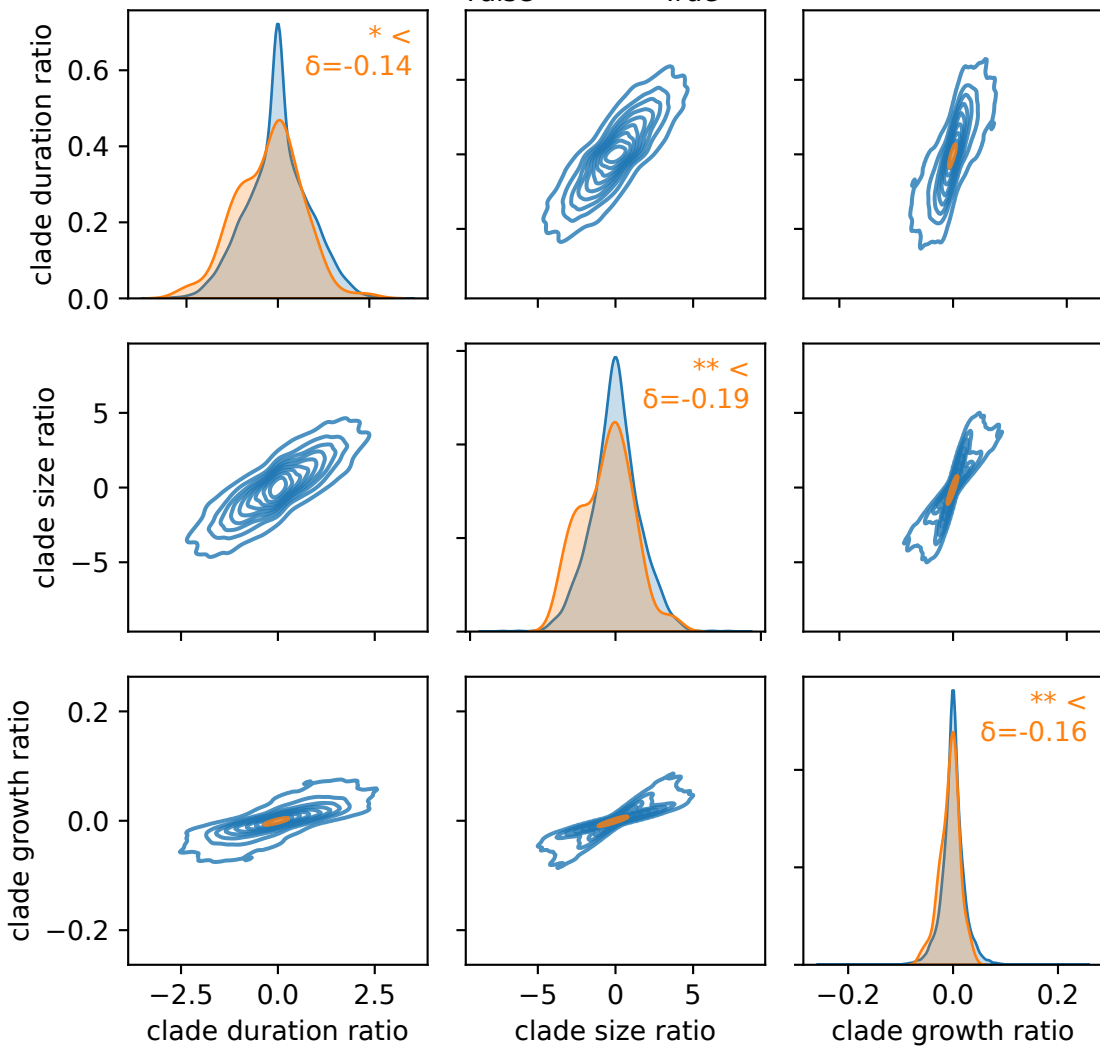 False True
clade duration ratio
0.6
0.4
0.2
0.0
* <
δ=-0.14
clade size ratio
5
0
−5
** <
δ=-0.19
clade growth ratio
0.2
0.0
−0.2
** <
δ=-0.16
−2.5 0.0 2.5
clade duration ratio
−5 0 5
clade size ratio
−0.2 0.0 0.2
clade growth ratio